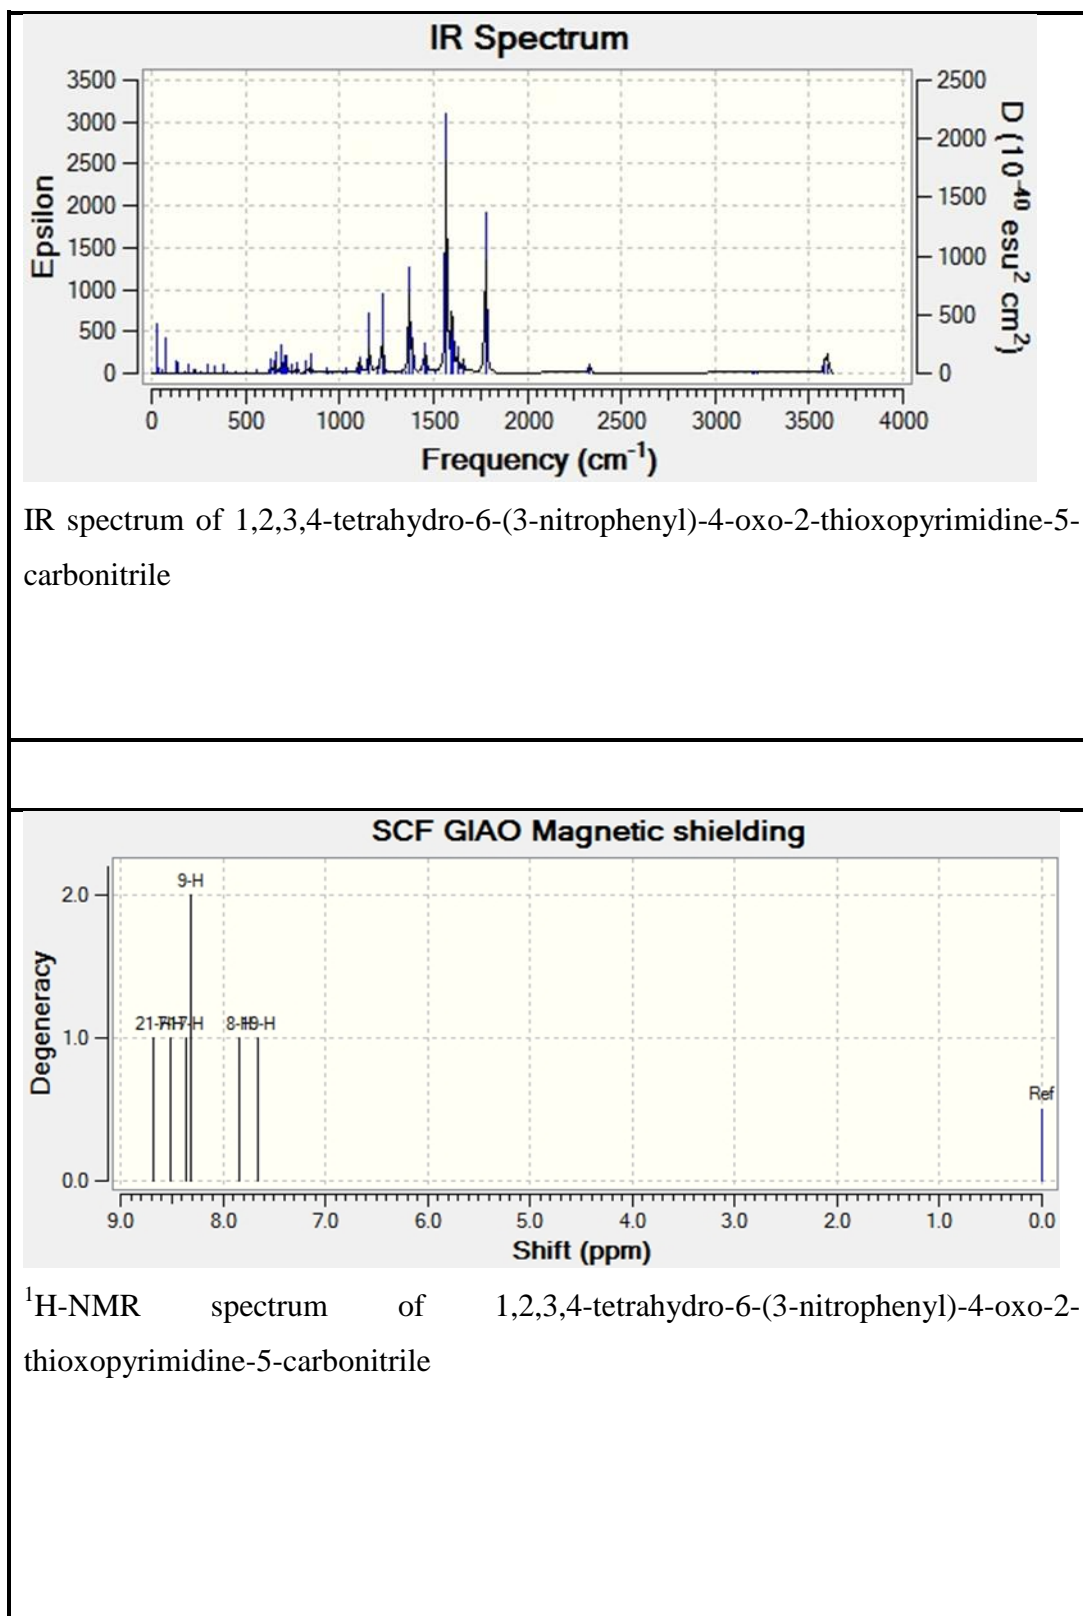 IR Spectrum
3500
3000
2500
2000
1500
1000
500
0
Epsilon
2500
2000
1500
1000
500
0
D (10⁻⁴⁰ esu² cm²)
0 500 1000 1500 2000 2500 3000 3500 4000
Frequency (cm⁻¹)
IR spectrum of 1,2,3,4-tetrahydro-6-(3-nitrophenyl)-4-oxo-2-thioxopyrimidine-5-
carbonitrile
SCF GIAO Magnetic shielding
2.0
1.0
0.0
Degeneracy
9-H
21-H 17-H 8-H
Ref
9.0 8.0 7.0 6.0 5.0 4.0 3.0 2.0 1.0 0.0
Shift (ppm)
¹H-NMR spectrum of 1,2,3,4-tetrahydro-6-(3-nitrophenyl)-4-oxo-2-
thioxopyrimidine-5-carbonitrile